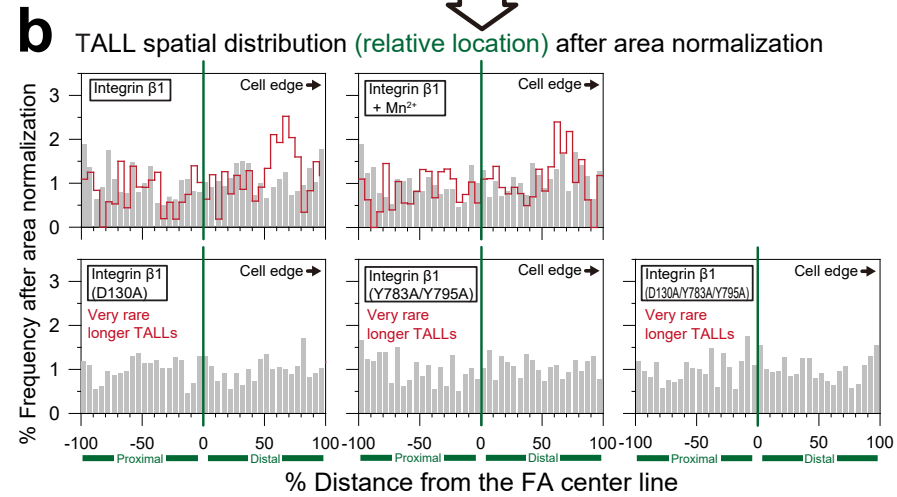 b
TALL spatial distribution (relative location) after area normalization
% Frequency after area normalization
3
2
1
0
Integrin β1
Cell edge
Integrin β1
+ Mn2+
Cell edge
3
2
1
0
Integrin β1
(D130A)
Cell edge
Very rare
longer TALLs
Integrin β1
(Y783A/Y795A)
Cell edge
Very rare
longer TALLs
Integrin β1
(D130A/Y783A/Y795A)
Cell edge
Very rare
longer TALLs
-100 -50 0 50 100
-100 -50 0 50 100
-100 -50 0 50 100
Proximal Distal
Proximal Distal
Proximal Distal
% Distance from the FA center line